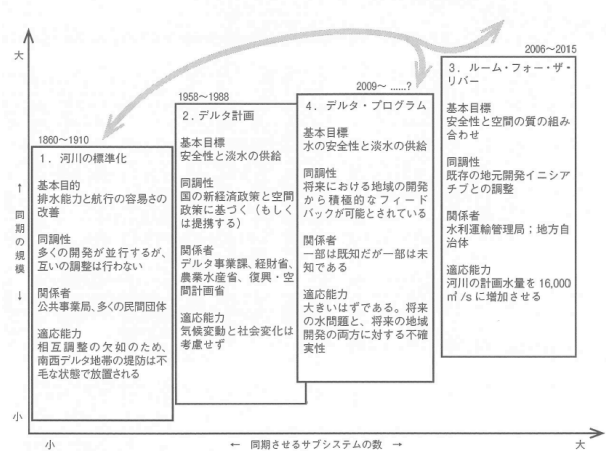 大
↑
同期の規模
↓
小
1860〜1910
1．河川の標準化
基本目的
排水能力と航行の容易さの
改善
同調性
多くの開発が並行するが、
互いの調整は行わない
関係者
公共事業局、多くの民間団体
適応能力
相互調整の欠如のため、
南西デルタ地帯の堤防は不
毛な状態で放置される
1958〜1988
2．デルタ計画
基本目標
安全性と淡水の供給
同調性
国の新経済政策と空間
政策に基づく（もしく
は提携する）
関係者
デルタ事業課、経財省、
農業水産省、復興・空
間計画省
適応能力
気候変動と社会変化は
考慮せず
2009〜 ……?
4．デルタ・プログラム
基本目標
水の安全性と淡水の供給
同調性
将来における地域の開発
から積極的なフィード
バックが可能とされている
関係者
一部は既知だが一部は未
知である
適応能力
大きいはずである。将来
の水問題と、将来の地域
開発の両方に対する不確
実性
2006〜2015
3．ルーム・フォー・ザ・
リバー
基本目標
安全性と空間の質の組み
合わせ
同調性
既存の地元開発イニシア
チブとの調整
関係者
水利運輸管理局；地方自
治体
適応能力
河川の計画水量を 16,000
㎥/s に増加させる
小 ← 同期させるサブシステムの数 → 大